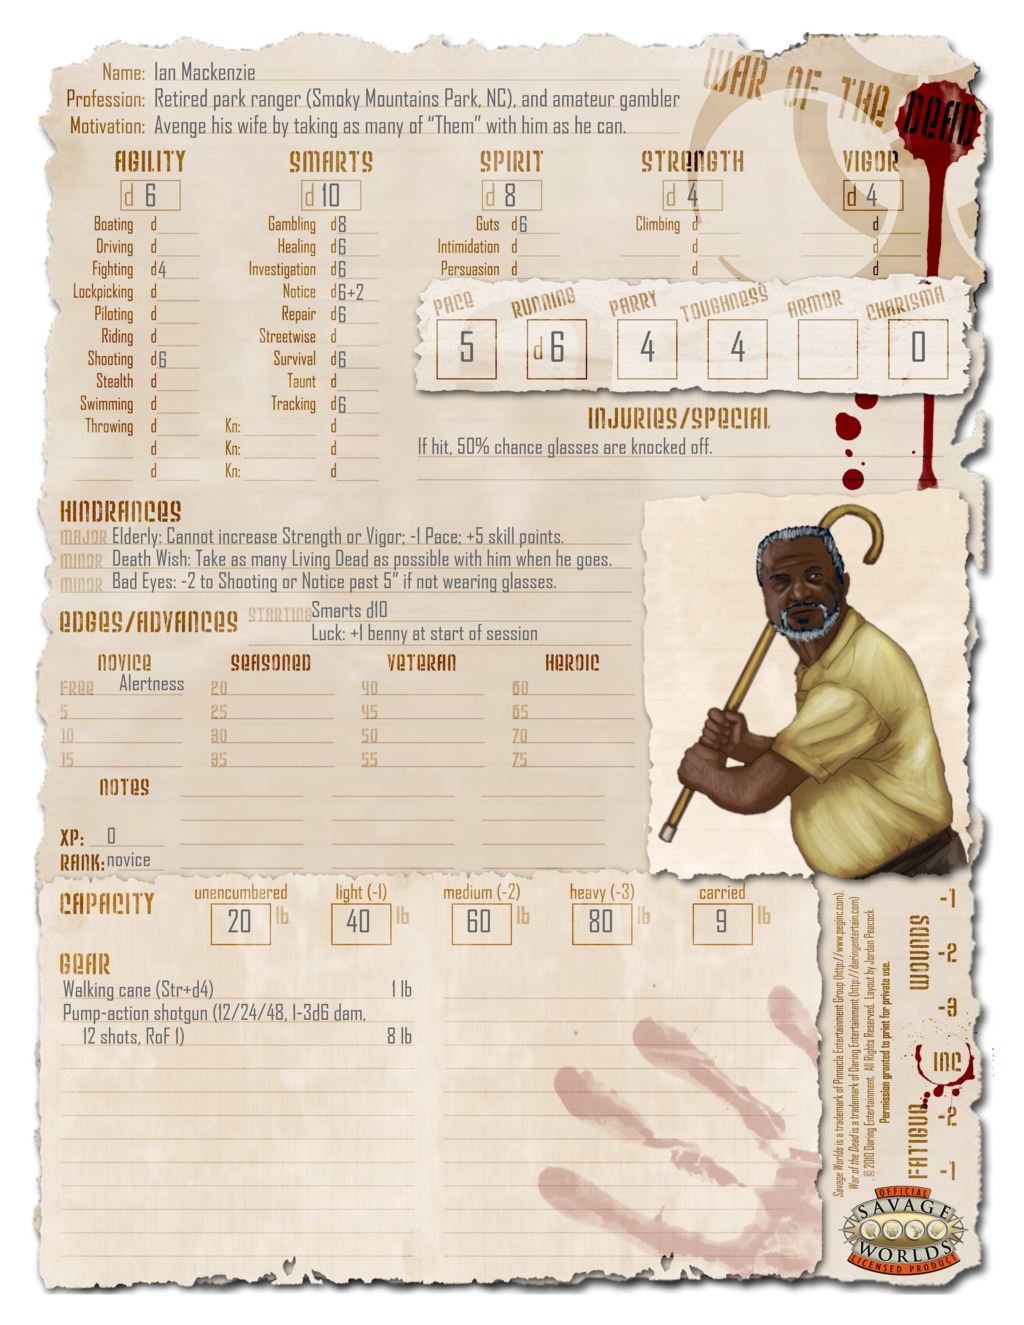 WAR OF THE DEAD
Name: Ian Mackenzie
Profession: Retired park ranger (Smoky Mountains Park, NC), and amateur gambler
Motivation: Avenge his wife by taking as many of “Them” with him as he can.
AGILITY SMARTS SPIRIT STRENGTH VIGOR
d 6 d 10 d 8 d 4 d 4
Boating d Gambling d8 Guts d6 Climbing d d
Driving d Healing d6 Intimidation d d d
Fighting d4 Investigation d6 Persuasion d d d
Lockpicking d Notice d6+2
Piloting d Repair d6
Riding d Streetwise d
Shooting d6 Survival d6
Stealth d Taunt d
Swimming d Tracking d6
Throwing d Kn: d
d Kn: d
d Kn: d
PACE RUNNING PARRY TOUGHNESS ARMOR CHARISMA
5 d6 4 4 0
INJURIES/SPECIAL
If hit, 50% chance glasses are knocked off.
HINDRANCES
MAJOR Elderly: Cannot increase Strength or Vigor; -1 Pace; +5 skill points.
MINOR Death Wish: Take as many Living Dead as possible with him when he goes.
MINOR Bad Eyes: -2 to Shooting or Notice past 5” if not wearing glasses.
EDGES/ADVANCES STARTING Smarts d10
Luck: +1 benny at start of session
NOVICE SEASONED VETERAN HEROIC
FREE Alertness 20 40 60
5 25 45 65
10 30 50 70
15 35 55 75
NOTES
XP: 0
RANK: novice
CAPACITY unencumbered light (-1) medium (-2) heavy (-3) carried
20 lb 40 lb 60 lb 80 lb 9 lb
GEAR
Walking cane (Str+d4) 1 lb
Pump-action shotgun (12/24/48, 1-3d6 dam,
12 shots, RoF 1) 8 lb
Savage Worlds is a trademark of Pinnacle Entertainment Group (http://www.peginc.com).
War of the Dead is a trademark of Daring Entertainment (http://daringentertain.com)
© 2010 Daring Entertainment. All Rights Reserved. Layout by Jordan Peacock.
Permission granted to print for private use.
WOUNDS
-1
-2
-3
INC
FATIGUE
-2
-1
OFFICIAL
SAVAGE
WORLDS
LICENSED PRODUCT